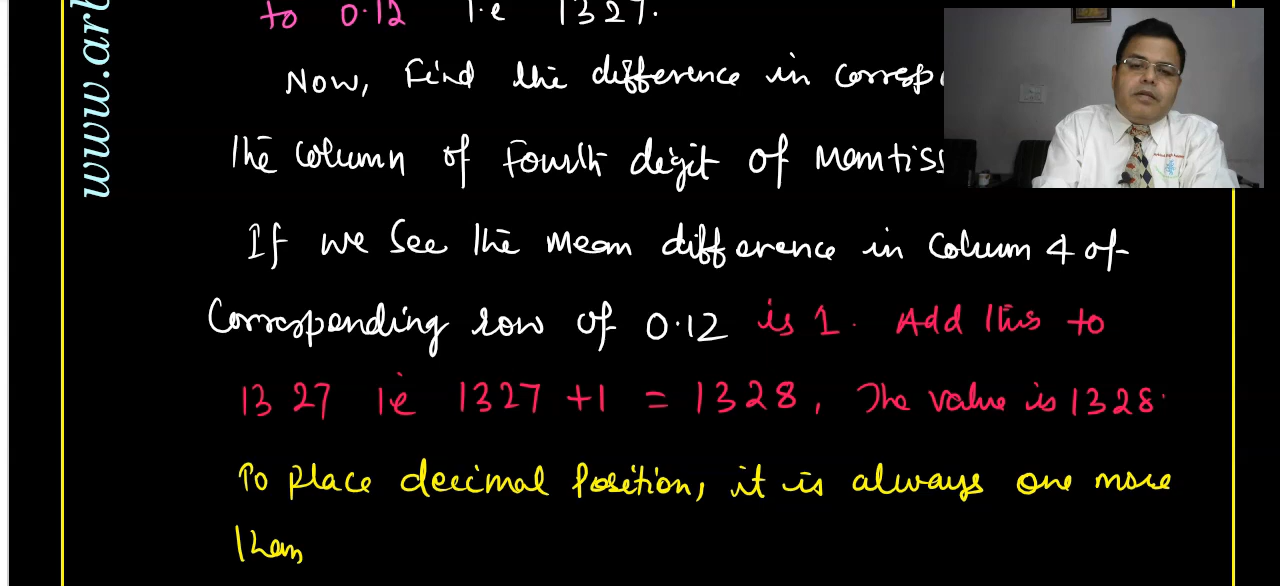 www.arb
to 0.12 i.e 1327.
Now, Find the difference in corresp
the column of Fourth digit of Mantiss
If we see the mean difference in column 4 of
corresponding row of 0.12 is 1. Add this to
1327 ie 1327 +1 = 1328, The value is 1328.
To place decimal position, it is always one more
than